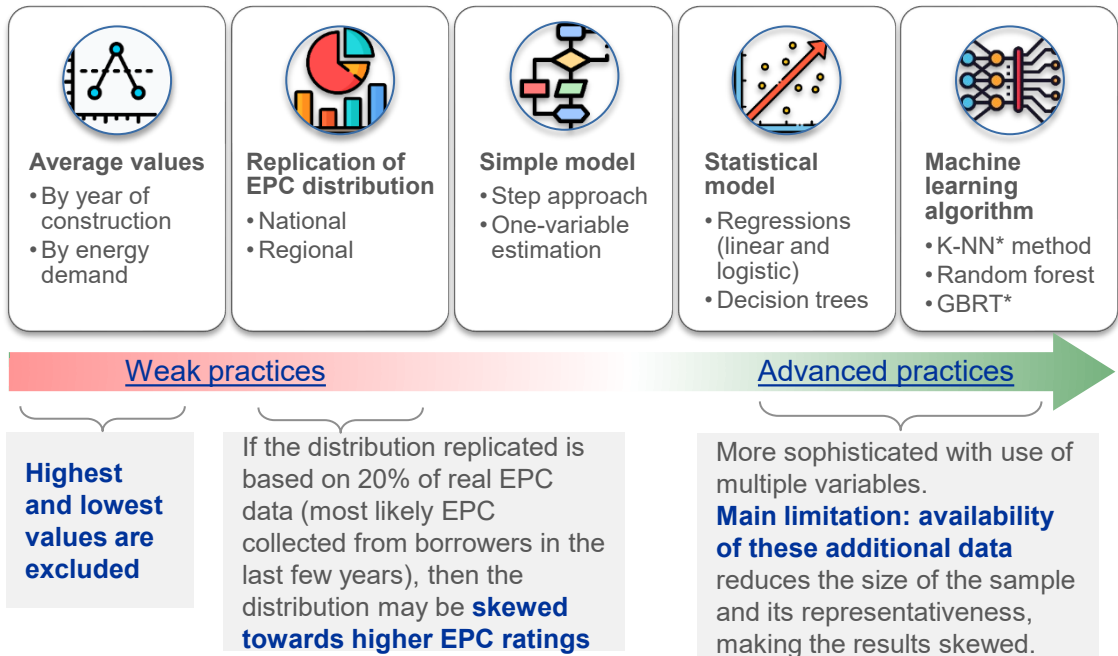 Average values
• By year of
construction
• By energy
demand
Replication of
EPC distribution
• National
• Regional
Simple model
• Step approach
• One-variable
estimation
Statistical
model
• Regressions
(linear and
logistic)
• Decision trees
Machine
learning
algorithm
• K-NN* method
• Random forest
• GBRT*
Weak practices
Advanced practices
Highest
and lowest
values are
excluded
If the distribution replicated is
based on 20% of real EPC
data (most likely EPC
collected from borrowers in the
last few years), then the
distribution may be skewed
towards higher EPC ratings
More sophisticated with use of
multiple variables.
Main limitation: availability
of these additional data
reduces the size of the sample
and its representativeness,
making the results skewed.